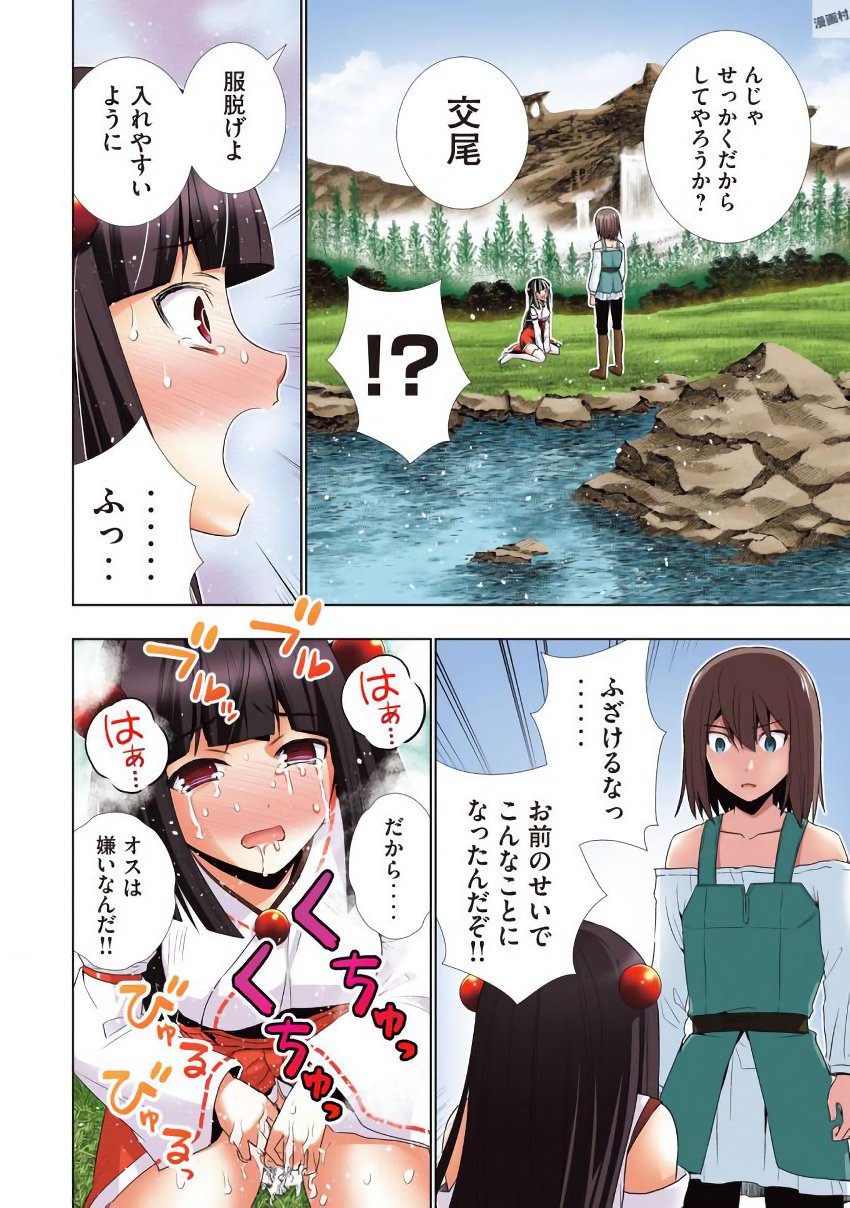 漫画村
んじゃ
せっかくだから
してやろうか?
交尾
!?
服脱げよ
入れやすい
ように
‥‥‥
ふっ‥
ふざけるなっ
‥‥‥
お前のせいで
こんなことに
なったんだぞ!!
ブル
ブルッ
はぁ…
はぁ…
だから‥‥
オスは
嫌いなんだ!!
くちゅっ
くちゅっ
びゅる
びゅるっ